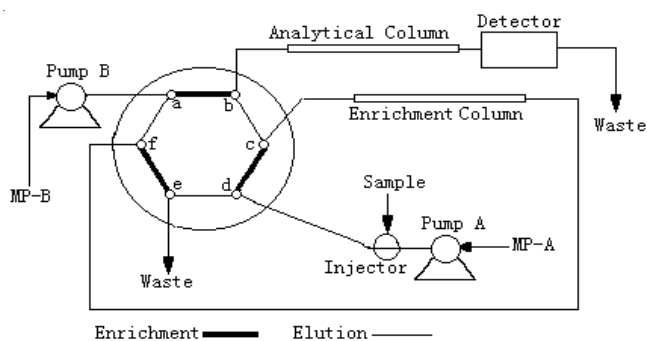 Detector
Analytical Column
Pump B
a
b
Enrichment Column
Waste
f
c
MP-B
e
d
Sample
Pump A
MP-A
Injector
Waste
Enrichment
Elution